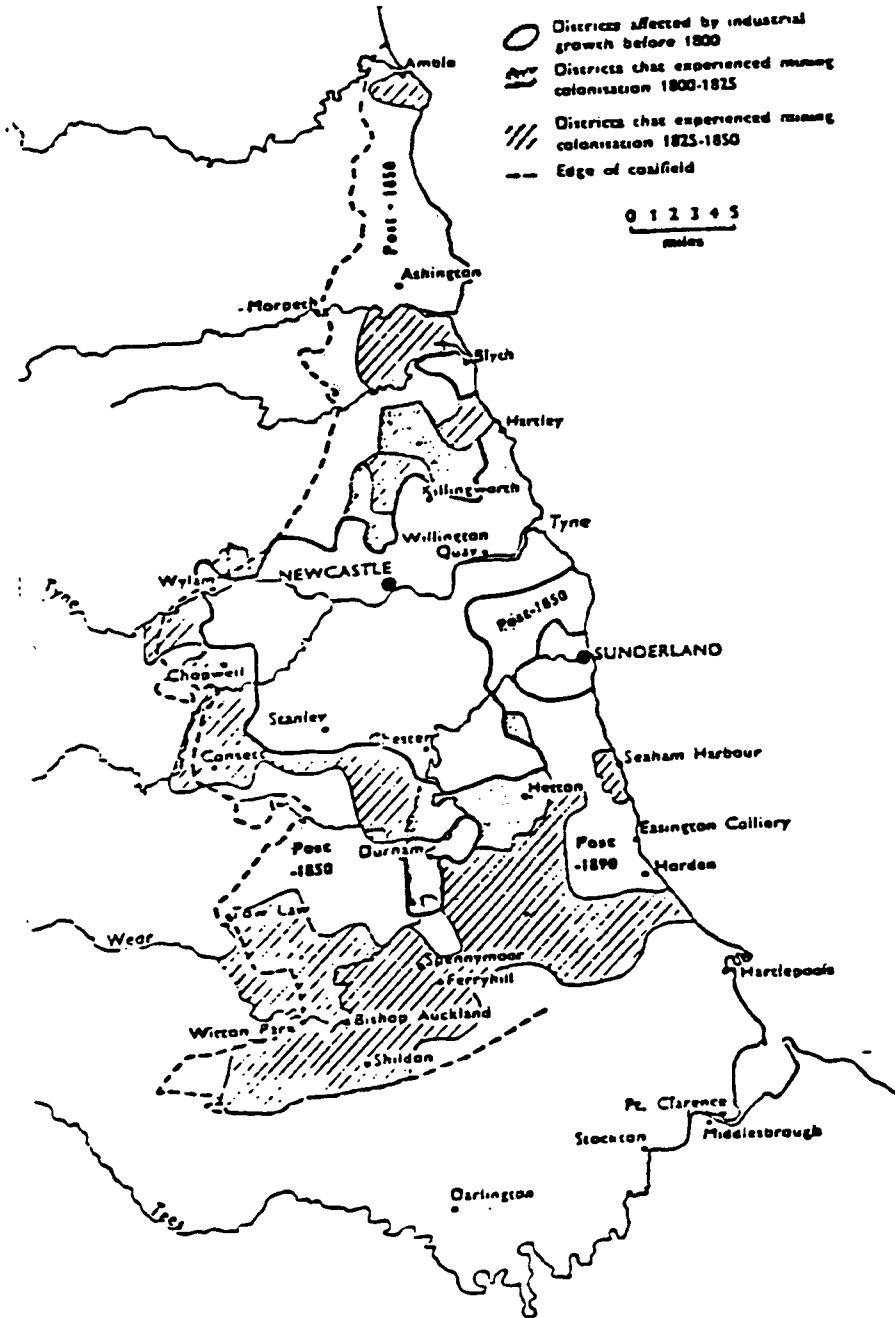 Districts affected by industrial
growth before 1800
Districts that experienced mining
colonisation 1800-1825
Districts that experienced mining
colonisation 1825-1850
Edge of coalfield
0 1 2 3 4 5
miles
Amble
Post - 1850
Ashington
Morpeth
Blyth
Hartley
Killingworth
Tyne
Willington
Quay
NEWCASTLE
Wylam
Tyne
Post-1850
SUNDERLAND
Chopwell
Stanley
Chester
Consett
Seaham Harbour
Hetton
Easington Colliery
Post
-1850
Durham
Post
-1890
Horden
Tow Law
Wear
Spennymoor
Ferryhill
Hartlepools
Witton Park
Bishop Auckland
Shildon
Pt. Clarence
Middlesbrough
Stockton
Darlington
Tees